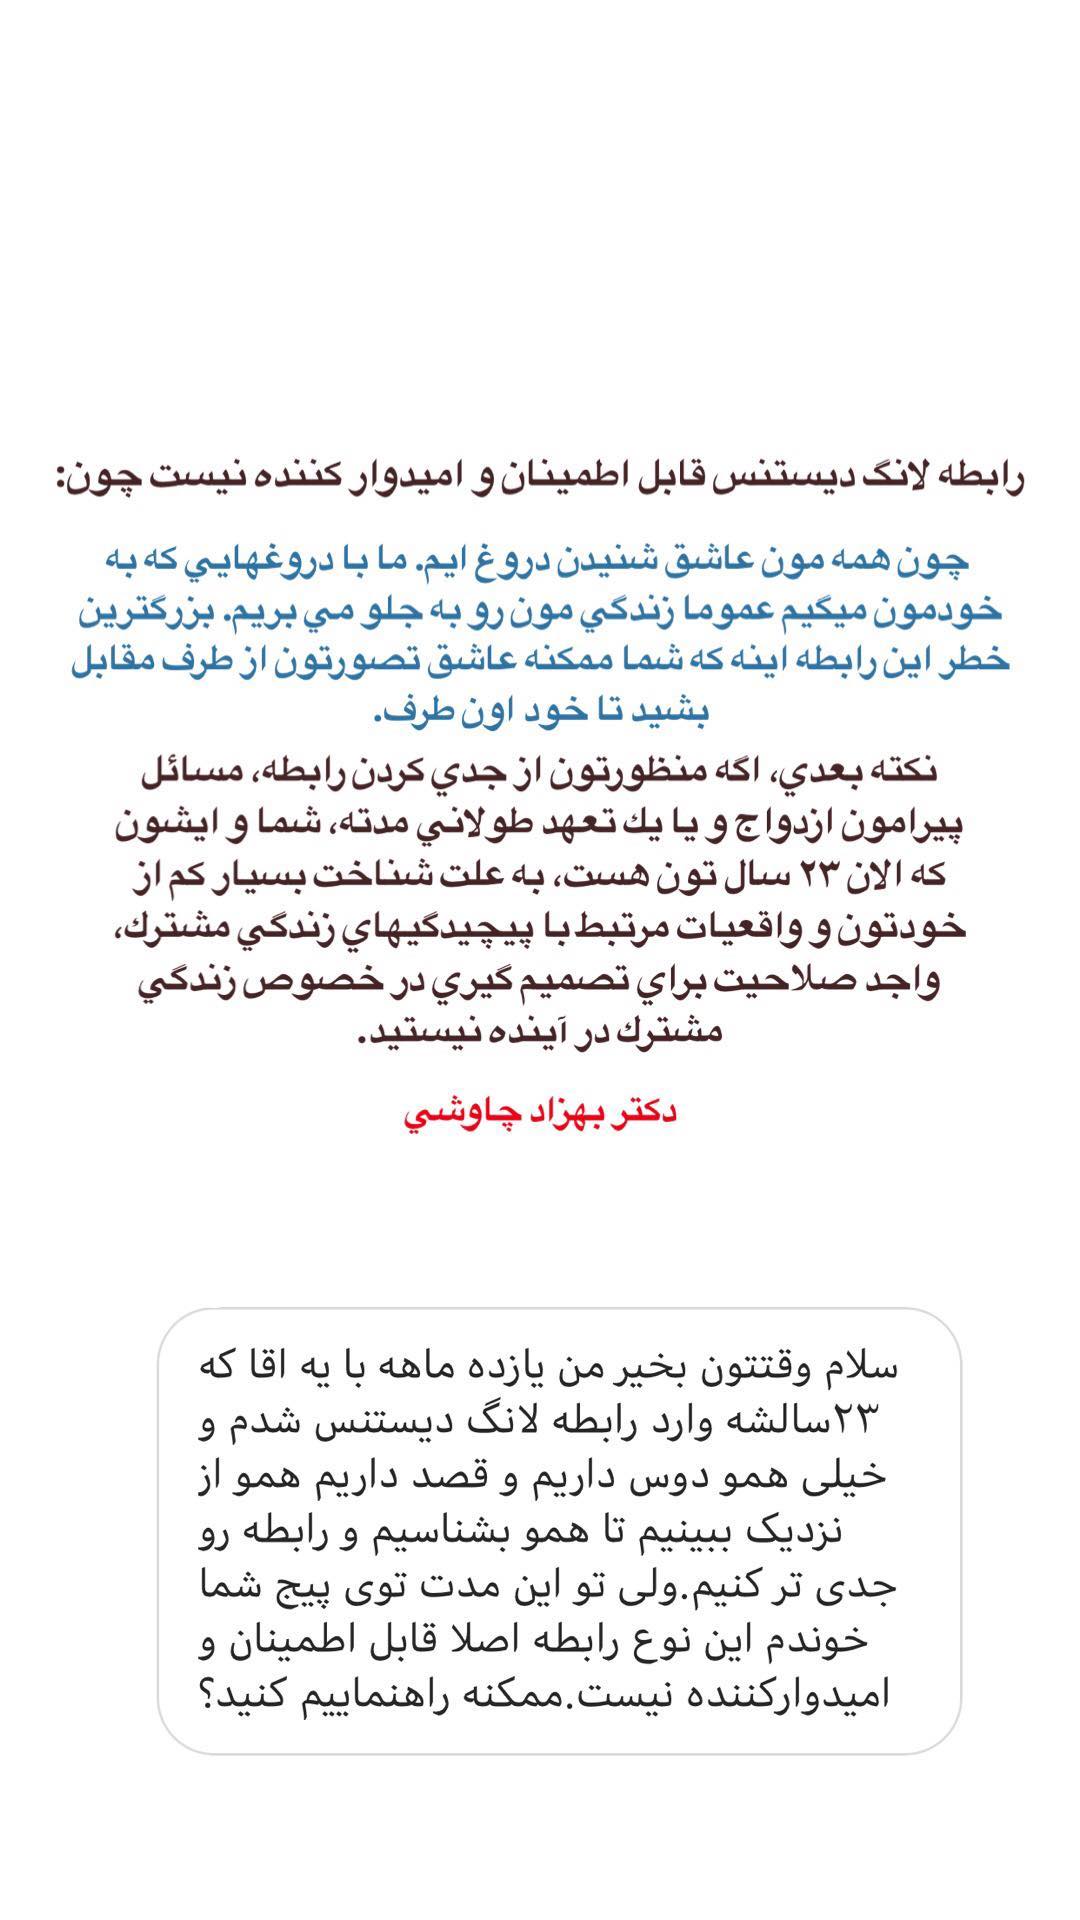 رابطه لانگ ديستنس قابل اطمينان و اميدوار كننده نيست چون:
چون همه مون عاشق شنيدن دروغ ايم. ما با دروغهايي كه به
خودمون ميگيم عموما زندگي مون رو به جلو مي بريم. بزرگترين
خطر اين رابطه اينه كه شما ممكنه عاشق تصورتون از طرف مقابل
بشيد تا خود اون طرف.
نكته بعدي، اگه منظورتون از جدي كردن رابطه، مسائل
پيرامون ازدواج و يا يك تعهد طولاني مدته، شما و ايشون
كه الان ٢٣ سال تون هست، به علت شناخت بسيار كم از
خودتون و واقعيات مرتبط با پيچيدگيهاي زندگي مشترك،
واجد صلاحيت براي تصميم گيري در خصوص زندگي
مشترك در آينده نيستيد.
دكتر بهزاد چاوشي
سلام وقتتون بخیر من یازده ماهه با یه اقا که
۲۳سالشه وارد رابطه لانگ دیستنس شدم و
خیلی همو دوس داریم و قصد داریم همو از
نزدیک ببینیم تا همو بشناسیم و رابطه رو
جدی تر کنیم.ولی تو این مدت توی پیج شما
خوندم این نوع رابطه اصلا قابل اطمینان و
امیدوارکننده نیست.ممکنه راهنماییم کنید؟